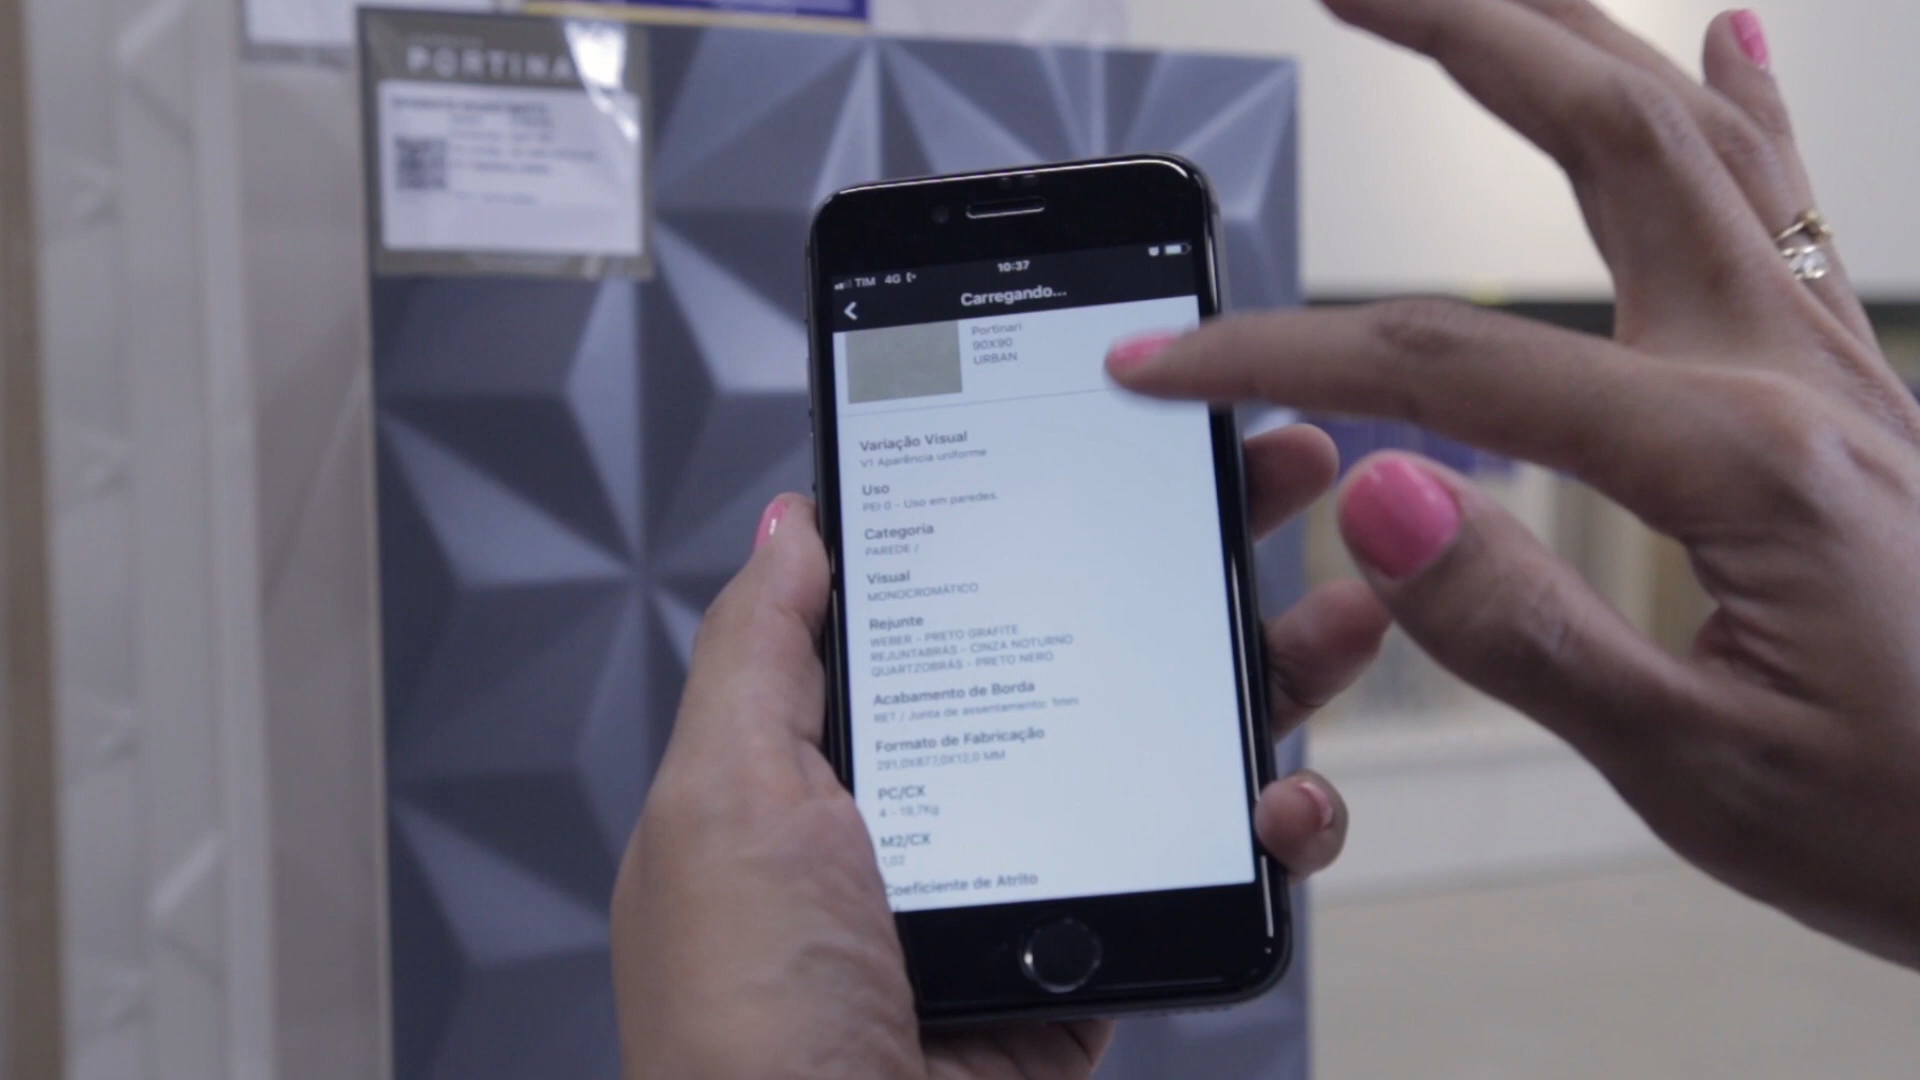 PORTINA
TIM 4G
10:37
Carregando...
Portinari
90X90
URBAN
Variação Visual
V1 Aparência uniforme
Uso
PEI 0 - Uso em paredes.
Categoria
PAREDE /
Visual
MONOCROMÁTICO
Rejunte
WEBER - PRETO GRAFITE
REJUNTABRÁS - CINZA NOTURNO
QUARTZOBRÁS - PRETO NERO
Acabamento de Borda
RET / Junta de assentamento: 1mm
Formato de Fabricação
291,0X877,0X12,0 MM
PC/CX
4 - 19,7Kg
M2/CX
1,02
Coeficiente de Atrito